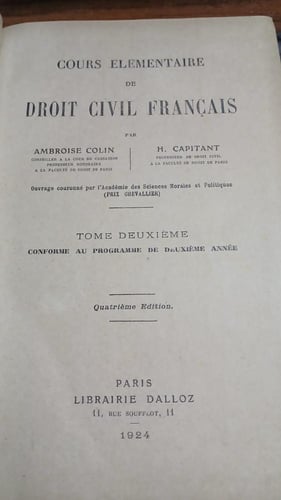 COURS ELEMENTAIRE
DE
DROIT CIVIL FRANÇAIS
PAR
AMBROISE COLIN
CONSEILLER A LA COUR DE CASSATION
PROFESSEUR HONORAIRE
A LA FACULTÉ DE DROIT DE PARIS
H. CAPITANT
PROFESSEUR DE DROIT CIVIL
A LA FACULTÉ DE DROIT DE PARIS
Ouvrage couronné par l'Académie des Sciences Morales et Politiques
(PRIX CHEVALLIER)
TOME DEUXIÈME
CONFORME AU PROGRAMME DE DEUXIÈME ANNÉE
Quatrième Edition.
PARIS
LIBRAIRIE DALLOZ
11, RUE SOUFFLOT, 11
1924